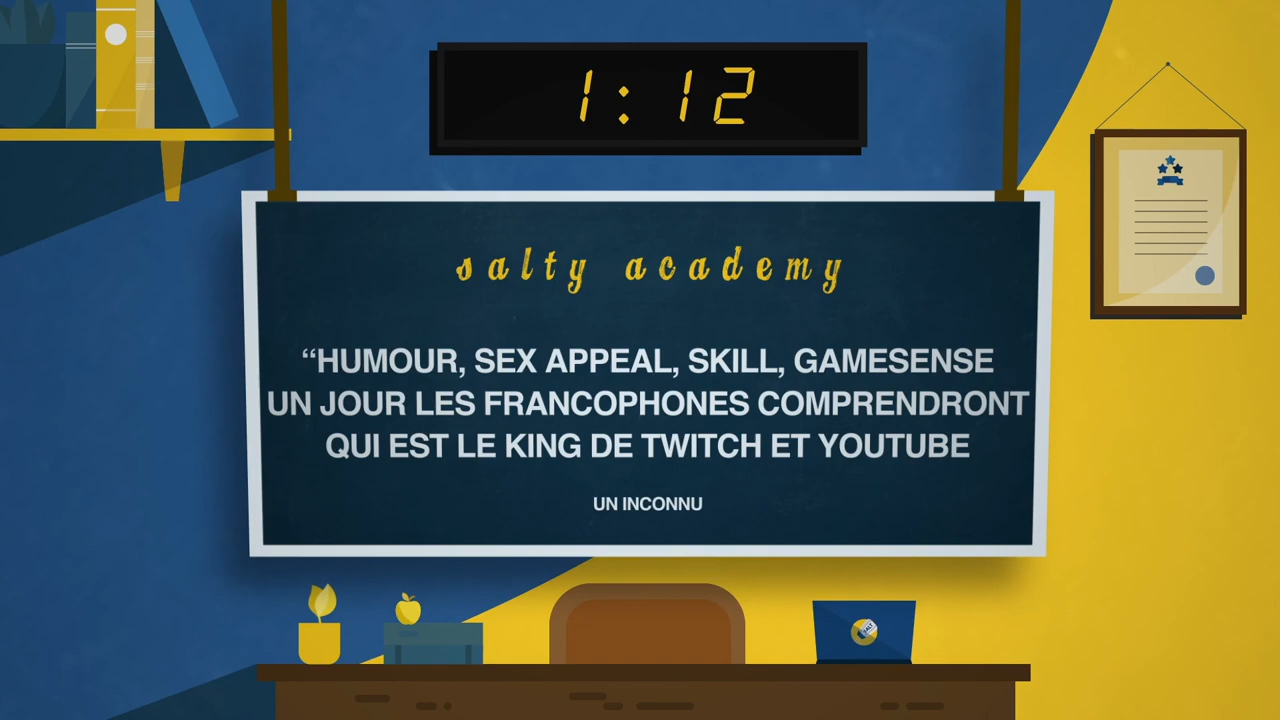 1:12
salty academy
“HUMOUR, SEX APPEAL, SKILL, GAMESENSE
UN JOUR LES FRANCOPHONES COMPRENDRONT
QUI EST LE KING DE TWITCH ET YOUTUBE
UN INCONNU
SALT